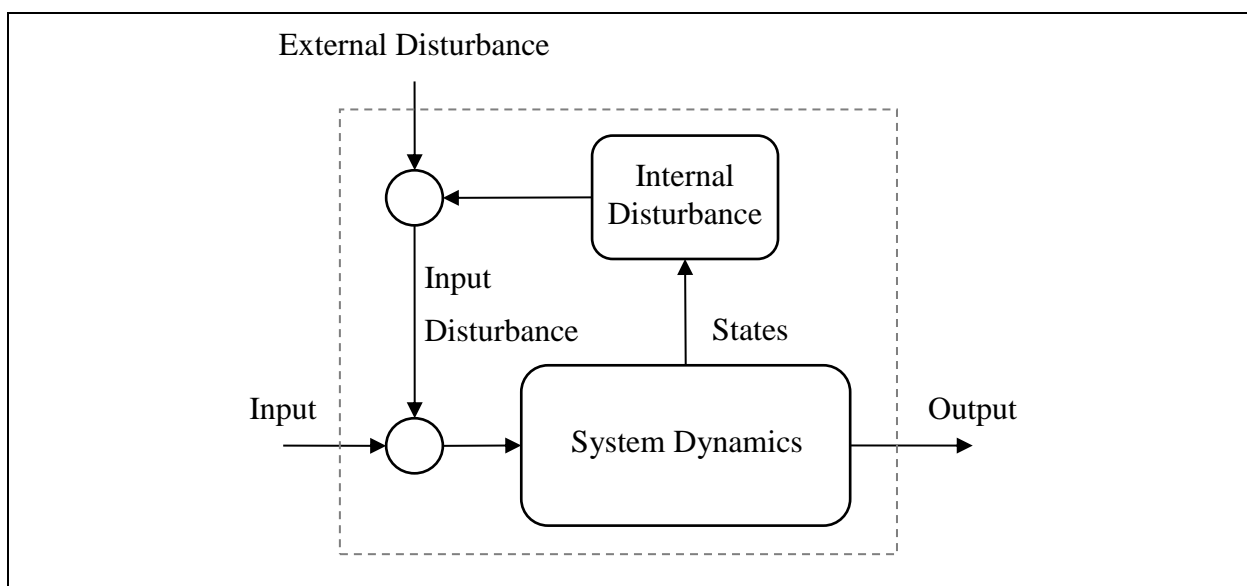 External Disturbance
Internal
Disturbance
Input
Disturbance
States
Input
System Dynamics
Output